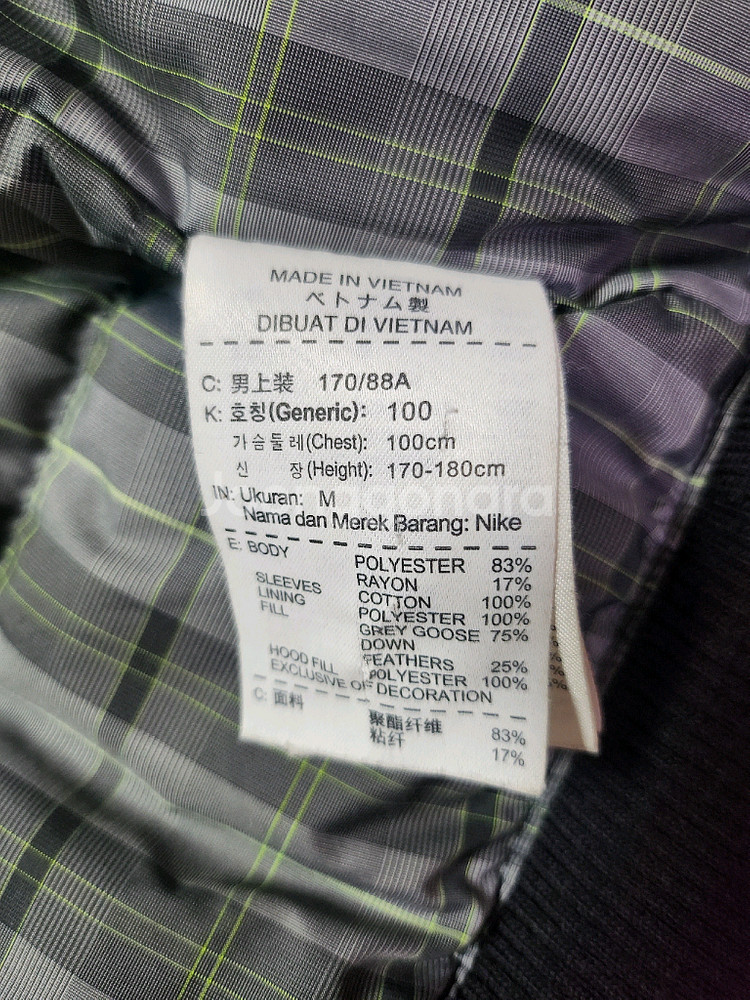 MADE IN VIETNAM
ベトナム製
DIBUAT DI VIETNAM
C: 男上装 170/88A
K: 호칭(Generic): 100
가슴둘레(Chest): 100cm
신 장(Height): 170-180cm
IN: Ukuran: M
Nama dan Merek Barang: Nike
E: BODY POLYESTER 83%
RAYON 17%
SLEEVES COTTON 100%
LINING POLYESTER 100%
FILL GREY GOOSE 75%
DOWN
FEATHERS 25%
HOOD FILL POLYESTER 100%
EXCLUSIVE OF DECORATION
C: 面料 聚酯纤维 83%
粘纤 17%